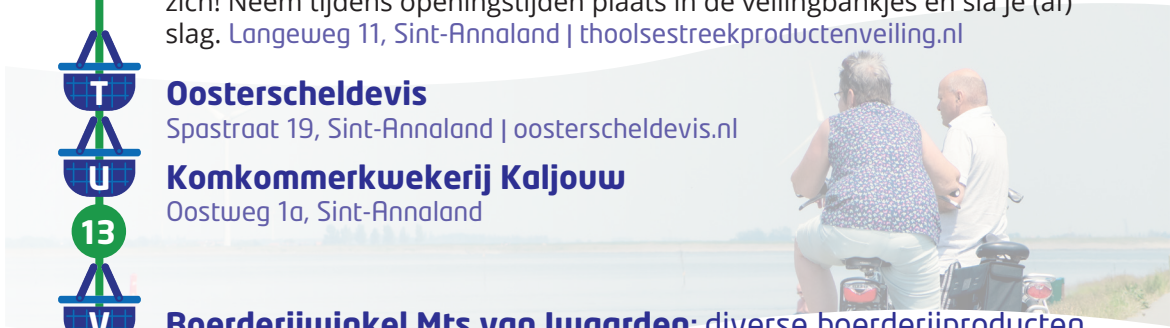 zich! Neem tijdens openingstijden plaats in de veilingbankjes en sla je (af)
slag. Langeweg 11, Sint-Annaland | thoolsestreekproductenveiling.nl
T
Oosterscheldevis
Spastraat 19, Sint-Annaland | oosterscheldevis.nl
U
Komkommerkwekerij Kaljouw
Oostweg 1a, Sint-Annaland
13
V
Boerderijwinkel Mts van Iwaarden: diverse boerderijproducten